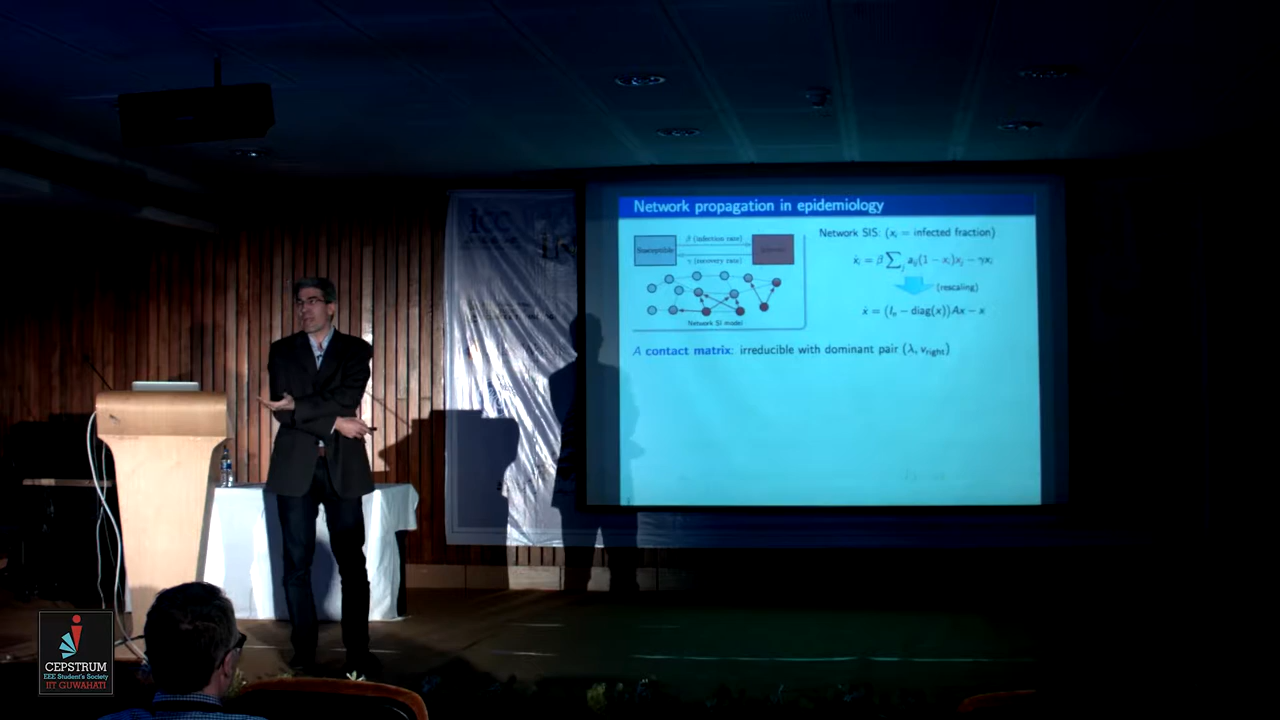 Network propagation in epidemiology
Susceptible
β (infection rate)
γ (recovery rate)
Infected
Network SI model
Network SIS: (xᵢ = infected fraction)
ẋᵢ = β ∑ⱼ aᵢⱼ(1 − xᵢ)xⱼ − γxᵢ
(rescaling)
ẋ = (Iₙ − diag(x))Ax − x
A contact matrix: irreducible with dominant pair (λ, v_right)
icc
CEPSTRUM
EEE Student's Society
IIT GUWAHATI